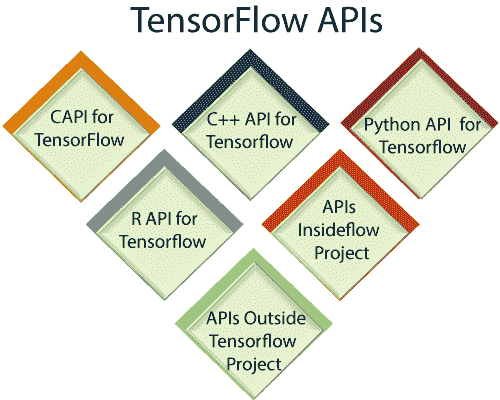 TensorFlow APIs
CAPI for
TensorFlow
C++ API for
Tensorflow
Python API for
Tensorflow
R API for
Tensorflow
APIs
Insideflow
Project
APIs Outside
Tensorflow
Project